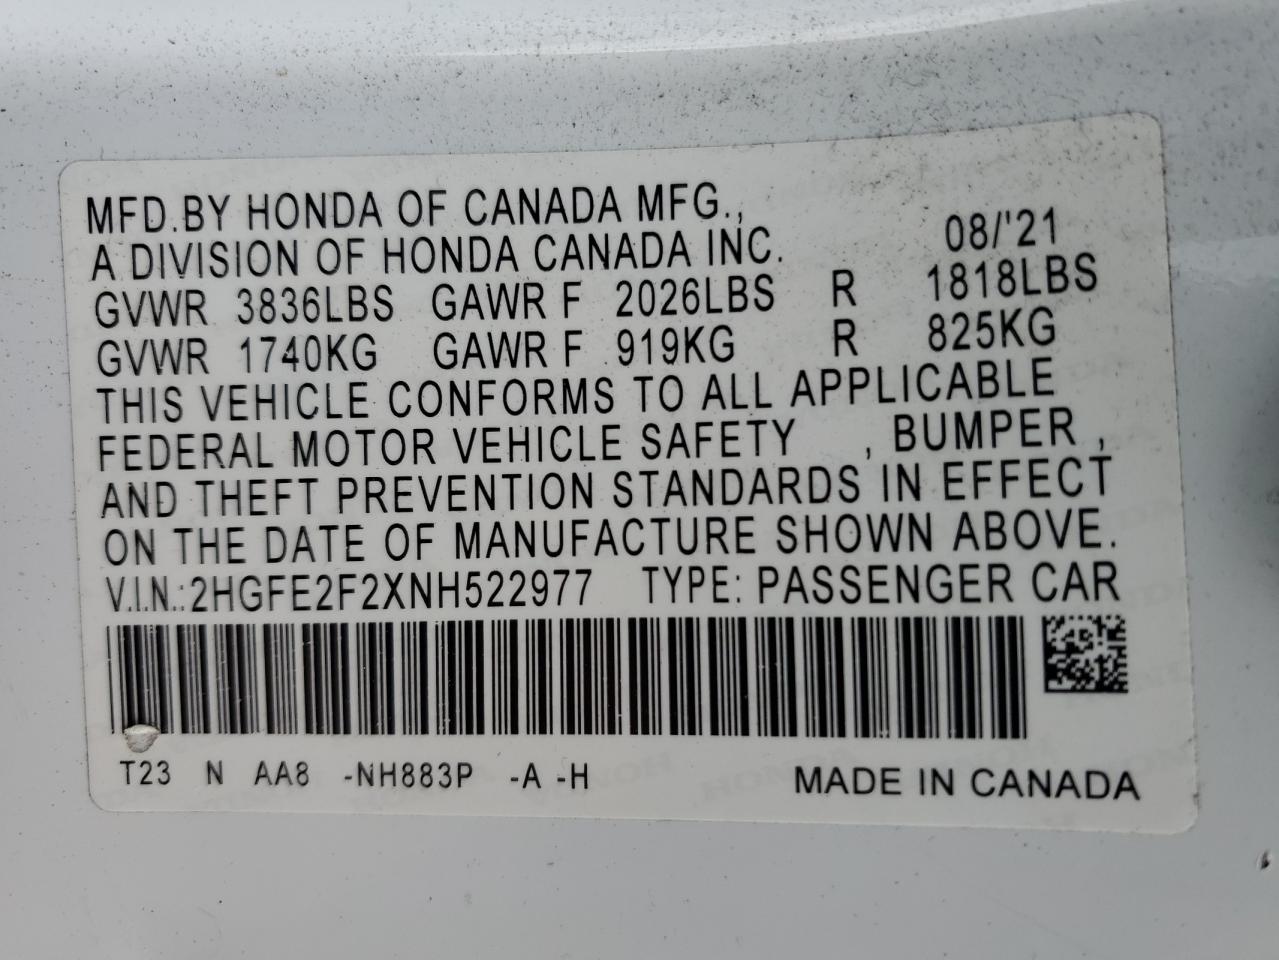 MFD.BY HONDA OF CANADA MFG.,
A DIVISION OF HONDA CANADA INC. 08/'21
GVWR 3836LBS GAWR F 2026LBS R 1818LBS
GVWR 1740KG GAWR F 919KG R 825KG
THIS VEHICLE CONFORMS TO ALL APPLICABLE
FEDERAL MOTOR VEHICLE SAFETY , BUMPER ,
AND THEFT PREVENTION STANDARDS IN EFFECT
ON THE DATE OF MANUFACTURE SHOWN ABOVE.
V.I.N.:2HGFE2F2XNH522977 TYPE: PASSENGER CAR
T23 N AA8 -NH883P -A -H MADE IN CANADA